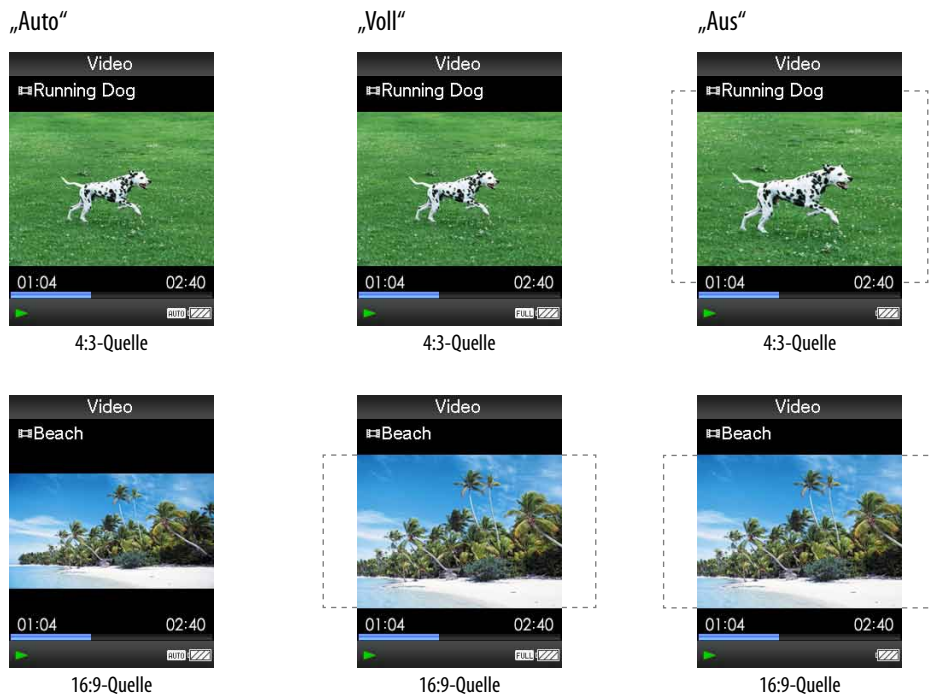 „Auto“ „Voll“ „Aus“
Video Video Video
Running Dog Running Dog Running Dog
01:04 02:40 01:04 02:40 01:04 02:40
AUTO FULL
4:3-Quelle 4:3-Quelle 4:3-Quelle
Video Video Video
Beach Beach Beach
01:04 02:40 01:04 02:40 01:04 02:40
AUTO FULL
16:9-Quelle 16:9-Quelle 16:9-Quelle